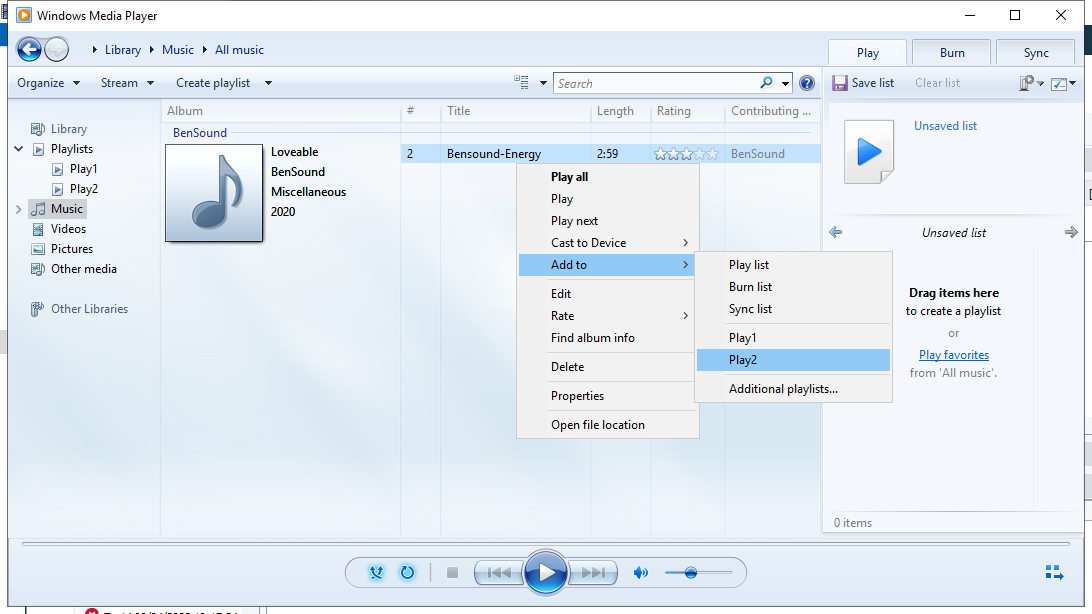 Windows Media Player
Library Music All music
Play Burn Sync
Organize Stream Create playlist Search Save list Clear list
Album # Title Length Rating Contributing ...
Library
Playlists
Play1
Play2
Music
Videos
Pictures
Other media
Other Libraries
BenSound
Loveable
BenSound
Miscellaneous
2020
2 Bensound-Energy 2:59 BenSound
Play all
Play
Play next
Cast to Device
Add to
Edit
Rate
Find album info
Delete
Properties
Open file location
Play list
Burn list
Sync list
Play1
Play2
Additional playlists...
Unsaved list
Unsaved list
Drag items here
to create a playlist
or
Play favorites
from 'All music'.
0 items